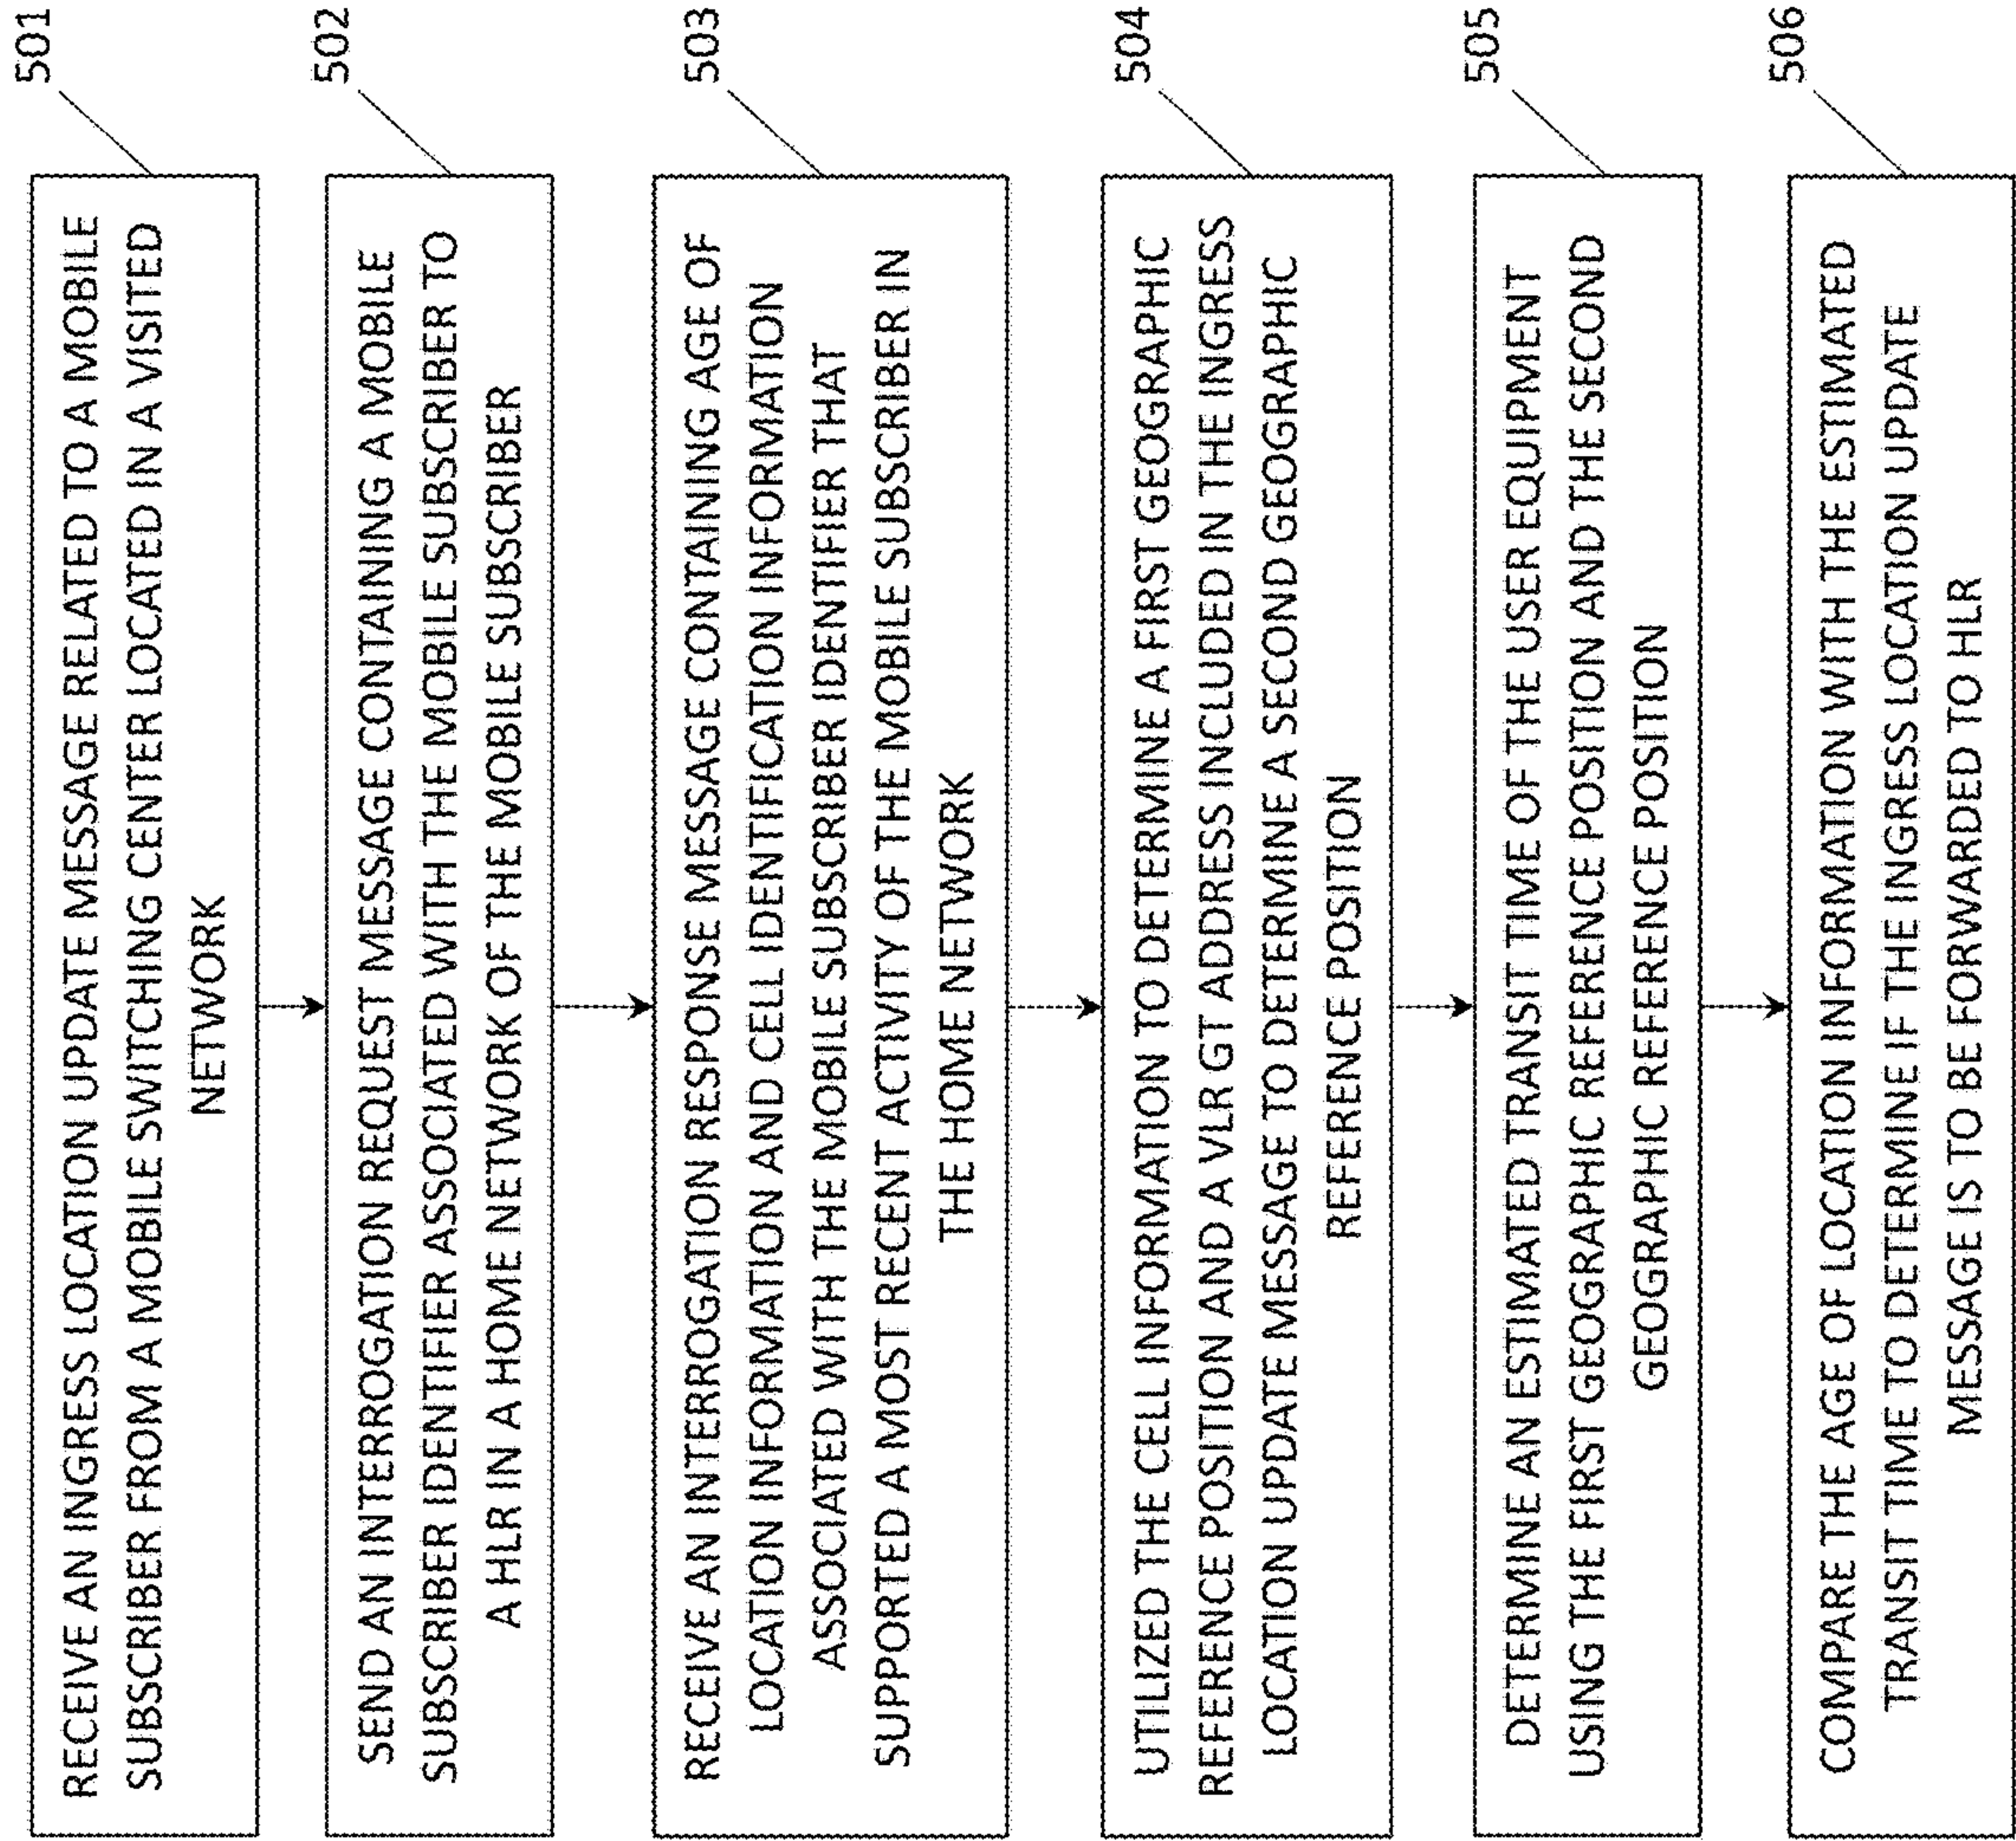 501
RECEIVE AN INGRESS LOCATION UPDATE MESSAGE RELATED TO A MOBILE
SUBSCRIBER FROM A MOBILE SWITCHING CENTER LOCATED IN A VISITED
NETWORK
502
SEND AN INTERROGATION REQUEST MESSAGE CONTAINING A MOBILE
SUBSCRIBER IDENTIFIER ASSOCIATED WITH THE MOBILE SUBSCRIBER TO
A HLR IN A HOME NETWORK OF THE MOBILE SUBSCRIBER
503
RECEIVE AN INTERROGATION RESPONSE MESSAGE CONTAINING AGE OF
LOCATION INFORMATION AND CELL IDENTIFICATION INFORMATION
ASSOCIATED WITH THE MOBILE SUBSCRIBER IDENTIFIER THAT
SUPPORTED A MOST RECENT ACTIVITY OF THE MOBILE SUBSCRIBER IN
THE HOME NETWORK
504
UTILIZED THE CELL INFORMATION TO DETERMINE A FIRST GEOGRAPHIC
REFERENCE POSITION AND A VLR GT ADDRESS INCLUDED IN THE INGRESS
LOCATION UPDATE MESSAGE TO DETERMINE A SECOND GEOGRAPHIC
REFERENCE POSITION
505
DETERMINE AN ESTIMATED TRANSIT TIME OF THE USER EQUIPMENT
USING THE FIRST GEOGRAPHIC REFERENCE POSITION AND THE SECOND
GEOGRAPHIC REFERENCE POSITION
506
COMPARE THE AGE OF LOCATION INFORMATION WITH THE ESTIMATED
TRANSIT TIME TO DETERMINE IF THE INGRESS LOCATION UPDATE
MESSAGE IS TO BE FORWARDED TO HLR